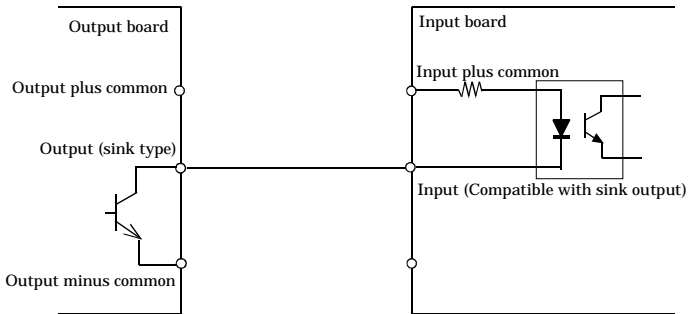 Output board
Input board
Output plus common
Input plus common
Output (sink type)
Input (Compatible with sink output)
Output minus common